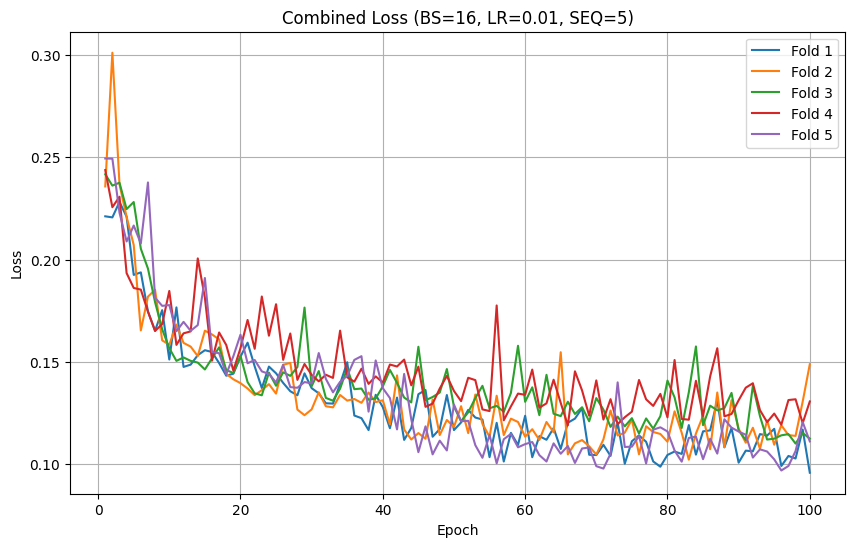 Combined Loss (BS=16, LR=0.01, SEQ=5)
Fold 1
Fold 2
Fold 3
Fold 4
Fold 5
Loss
0.30
0.25
0.20
0.15
0.10
0
20
40
60
80
100
Epoch